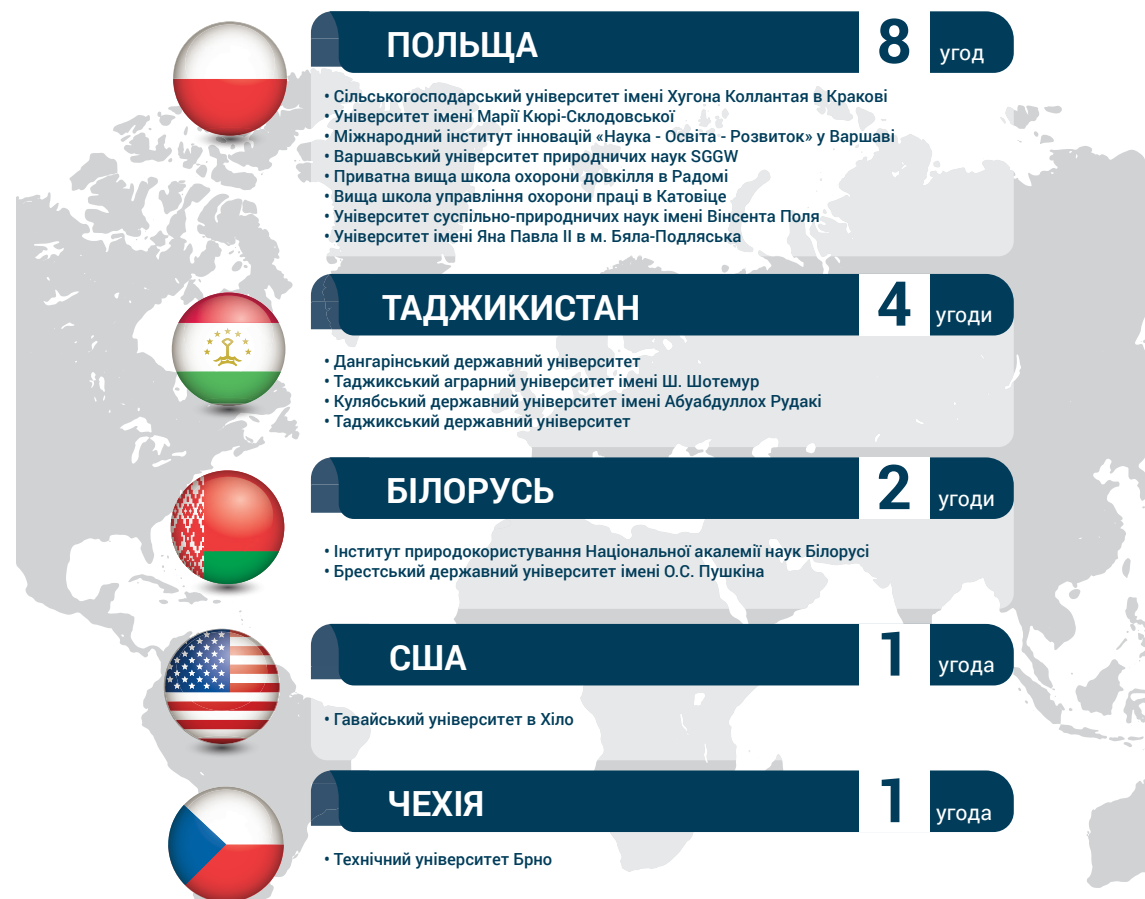 ПОЛЬЩА 8 угод
• Сільськогосподарський університет імені Хугона Коллантая в Кракові
• Університет імені Марії Кюрі-Склодовської
• Міжнародний інститут інновацій «Наука - Освіта - Розвиток» у Варшаві
• Варшавський університет природничих наук SGGW
• Приватна вища школа охорони довкілля в Радомі
• Вища школа управління охорони праці в Катовіце
• Університет суспільно-природничих наук імені Вінсента Поля
• Університет імені Яна Павла ІІ в м. Бяла-Подляська
ТАДЖИКИСТАН 4 угоди
• Дангарінський державний університет
• Таджикський аграрний університет імені Ш. Шотемур
• Кулябський державний університет імені Абуабдуллох Рудакі
• Таджикський державний університет
БІЛОРУСЬ 2 угоди
• Інститут природокористування Національної акалемії наук Білорусі
• Брестський державний університет імені О.С. Пушкіна
США 1 угода
• Гавайський університет в Хіло
ЧЕХІЯ 1 угода
• Технічний університет Брно